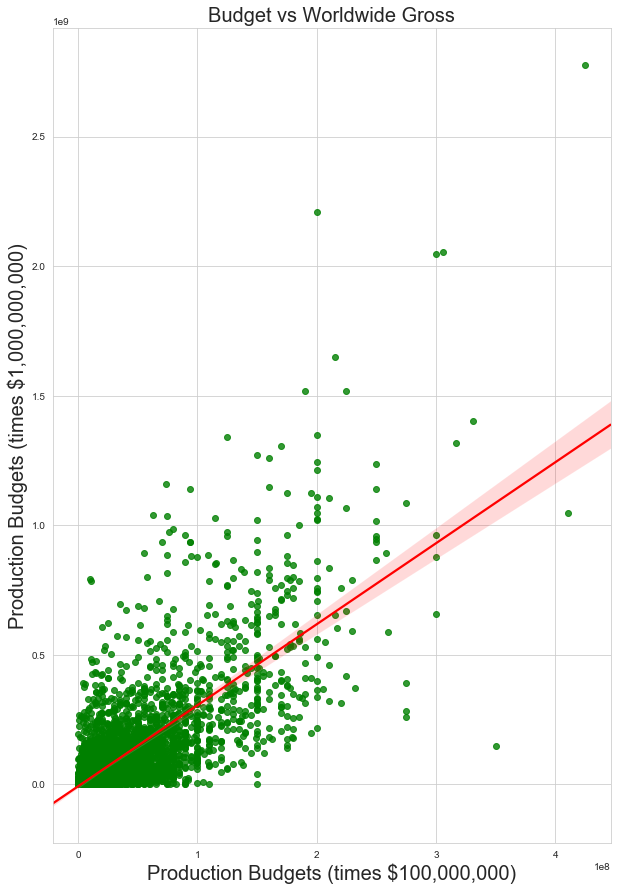 Budget vs Worldwide Gross
1e9
2.5
2.0
1.5
1.0
0.5
0.0
Production Budgets (times $1,000,000,000)
0 1 2 3 4
1e8
Production Budgets (times $100,000,000)